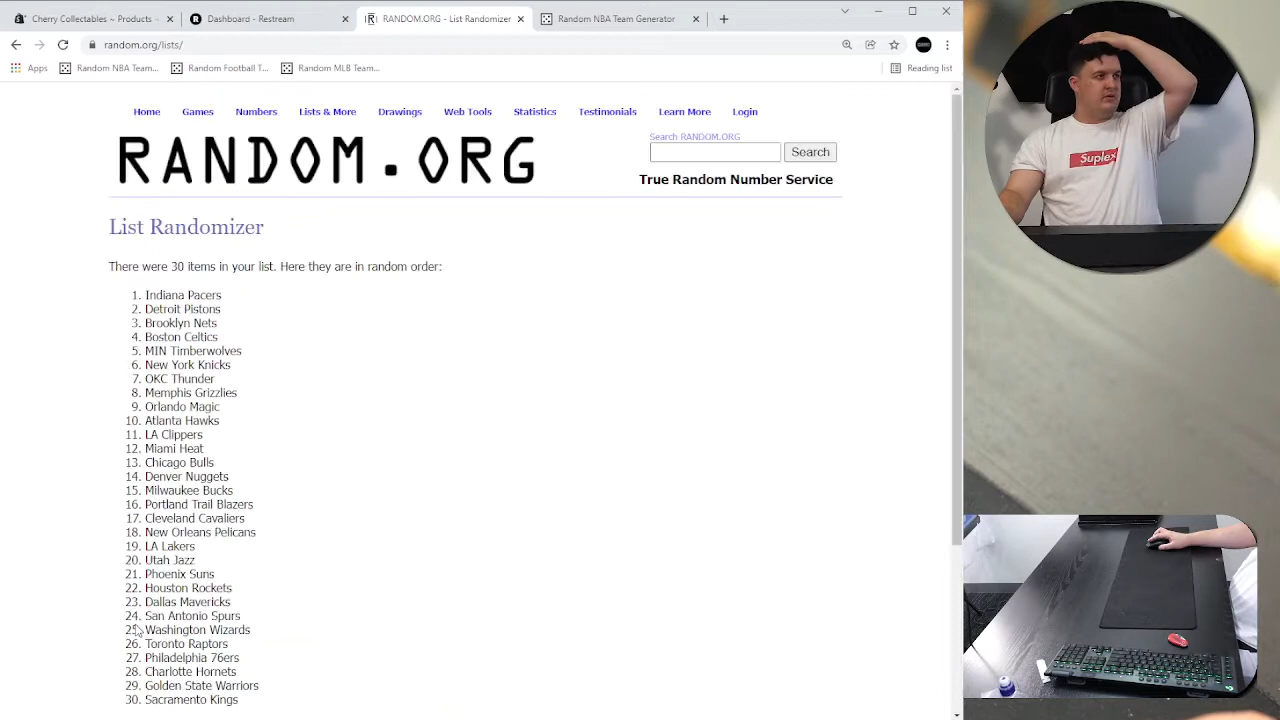 Cherry Collectables ~ Products ~
Dashboard - Restream
RANDOM.ORG - List Randomizer
Random NBA Team Generator
random.org/lists/
Apps
Random NBA Team...
Random Football T...
Random MLB Team...
Reading list
Home
Games
Numbers
Lists & More
Drawings
Web Tools
Statistics
Testimonials
Learn More
Login
RANDOM.ORG
Search RANDOM.ORG
Search
True Random Number Service
List Randomizer
There were 30 items in your list. Here they are in random order:
1. Indiana Pacers
2. Detroit Pistons
3. Brooklyn Nets
4. Boston Celtics
5. MIN Timberwolves
6. New York Knicks
7. OKC Thunder
8. Memphis Grizzlies
9. Orlando Magic
10. Atlanta Hawks
11. LA Clippers
12. Miami Heat
13. Chicago Bulls
14. Denver Nuggets
15. Milwaukee Bucks
16. Portland Trail Blazers
17. Cleveland Cavaliers
18. New Orleans Pelicans
19. LA Lakers
20. Utah Jazz
21. Phoenix Suns
22. Houston Rockets
23. Dallas Mavericks
24. San Antonio Spurs
25. Washington Wizards
26. Toronto Raptors
27. Philadelphia 76ers
28. Charlotte Hornets
29. Golden State Warriors
30. Sacramento Kings
Suplex